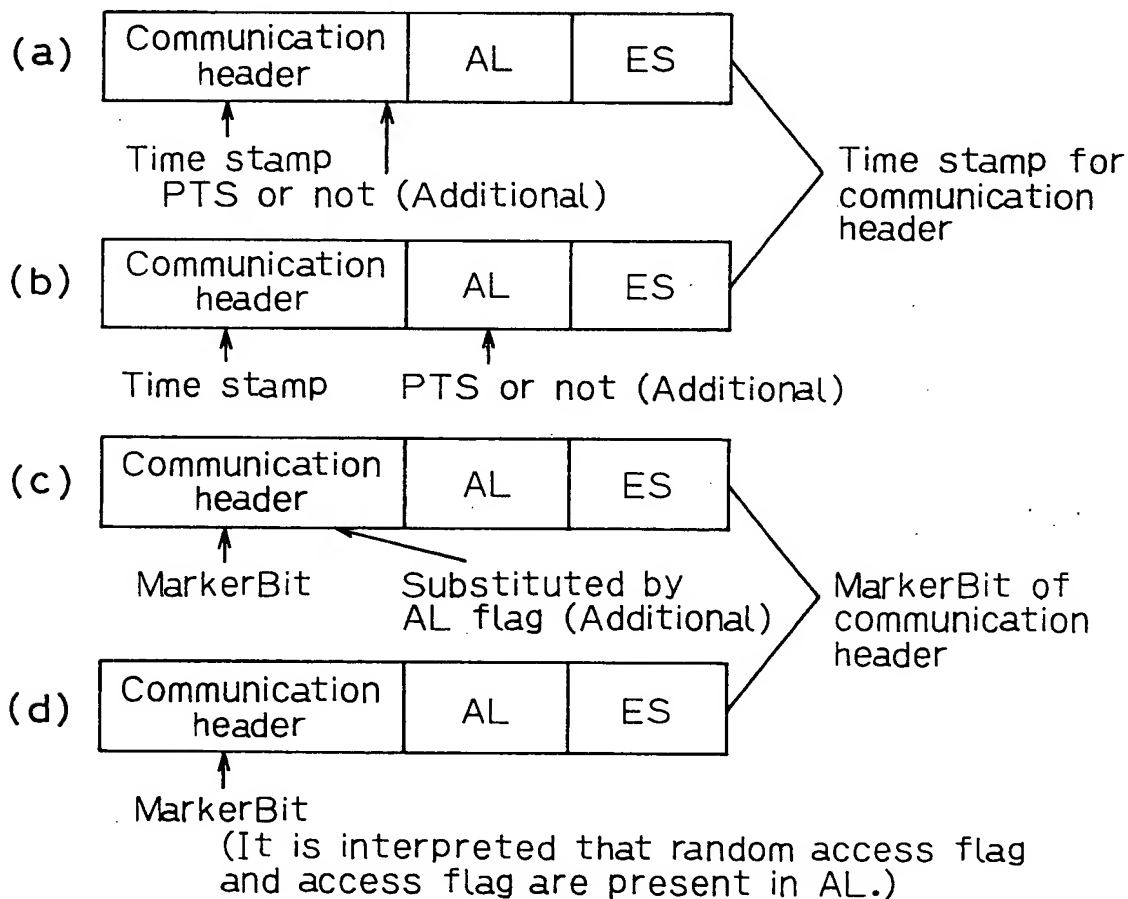 (a)
Communication
header
AL
ES
Time stamp
PTS or not (Additional)
Time stamp for
communication
header
(b)
Communication
header
AL
ES
Time stamp
PTS or not (Additional)
(c)
Communication
header
AL
ES
MarkerBit
Substituted by
AL flag (Additional)
MarkerBit of
communication
header
(d)
Communication
header
AL
ES
MarkerBit
(It is interpreted that random access flag
and access flag are present in AL.)